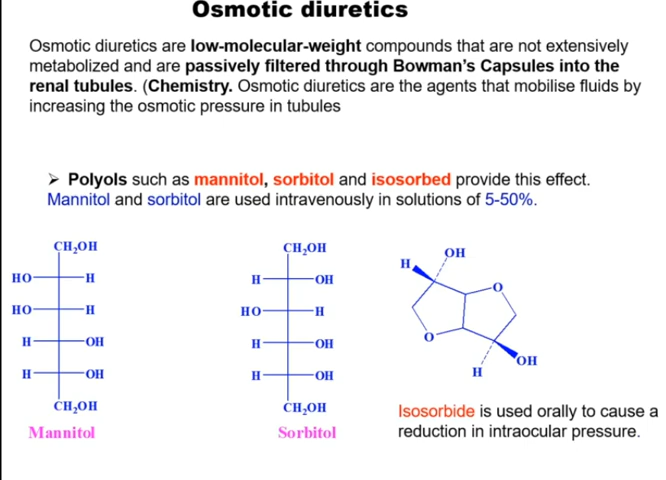 Osmotic diuretics
Osmotic diuretics are low-molecular-weight compounds that are not extensively
metabolized and are passively filtered through Bowman's Capsules into the
renal tubules. (Chemistry. Osmotic diuretics are the agents that mobilise fluids by
increasing the osmotic pressure in tubules
➢ Polyols such as mannitol, sorbitol and isosorbed provide this effect.
Mannitol and sorbitol are used intravenously in solutions of 5-50%.
CH₂OH
HO H
HO H
H OH
H OH
CH₂OH
Mannitol
CH₂OH
H OH
HO H
H OH
H OH
CH₂OH
Sorbitol
OH
H
O
O
OH
H
Isosorbide is used orally to cause a
reduction in intraocular pressure.